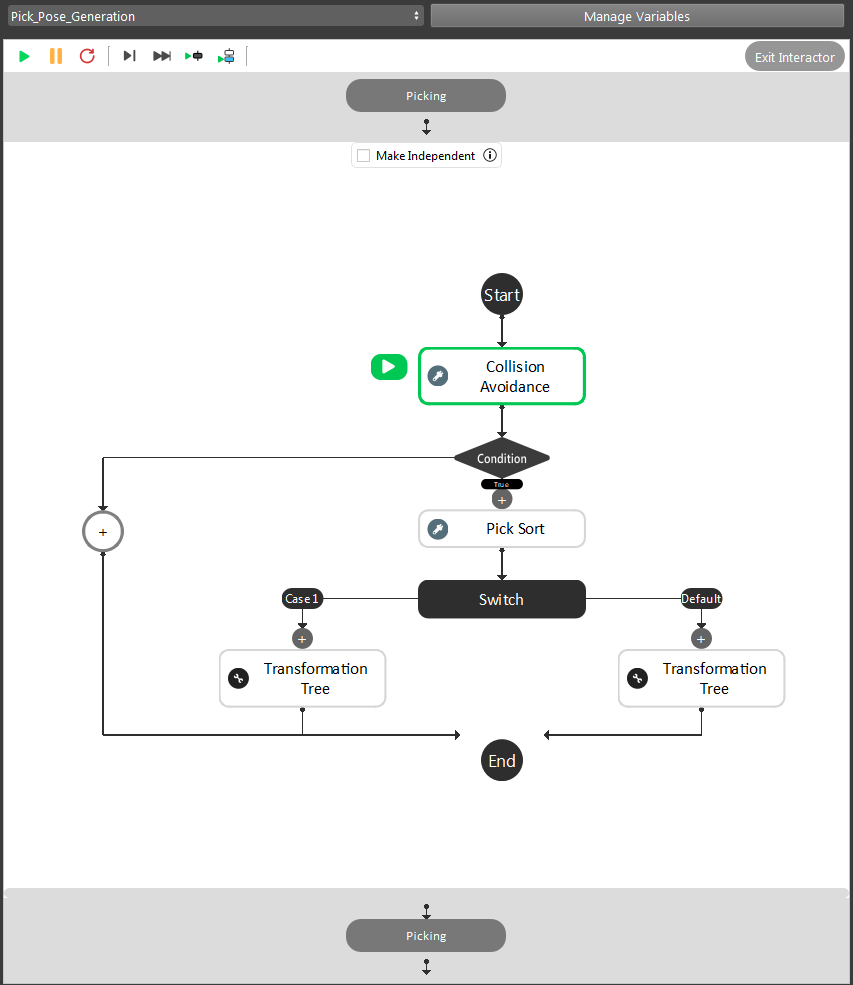 Pick_Pose_Generation
Manage Variables
Exit Interactor
Picking
Make Independent
Start
Collision
Avoidance
Condition
True
+
+
Pick Sort
Case 1
Switch
Default
+
+
Transformation
Tree
Transformation
Tree
End
Picking